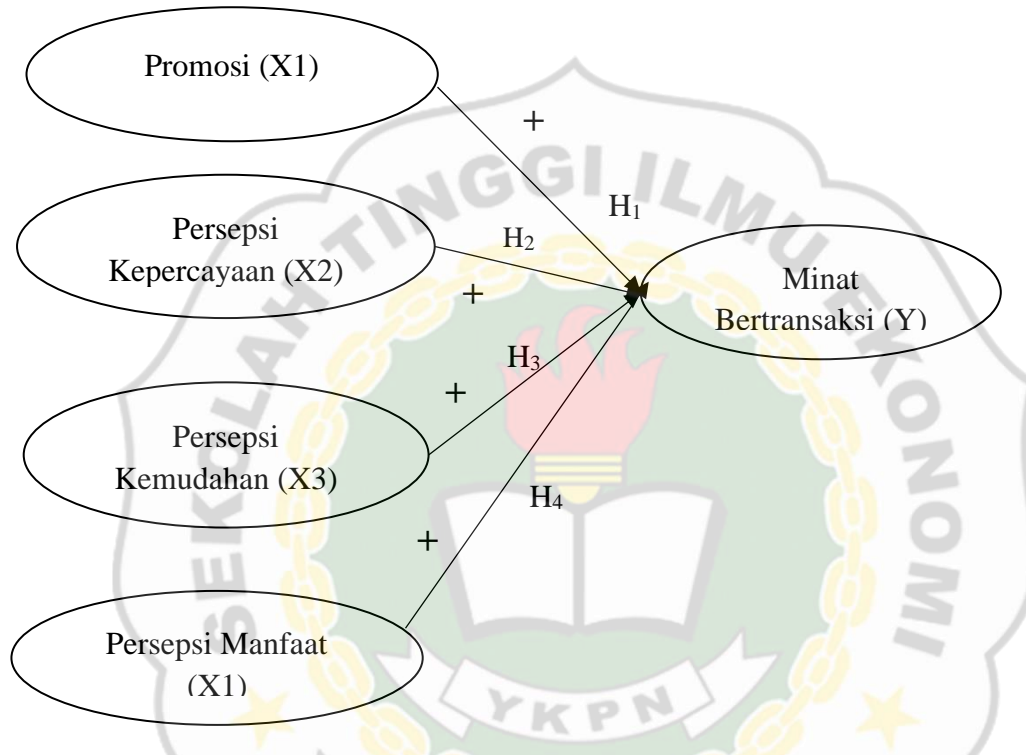 Promosi (X1)
+
H1
Persepsi
Kepercayaan (X2)
H2
+
Minat
Bertransaksi (Y)
Persepsi
Kemudahan (X3)
H3
+
H4
+
Persepsi Manfaat
(X1)
SEKOLAH TINGGI ILMU EKONOMI
YKPN